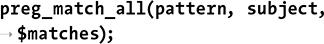 preg_match_all(pattern, subject,
→ $matches);